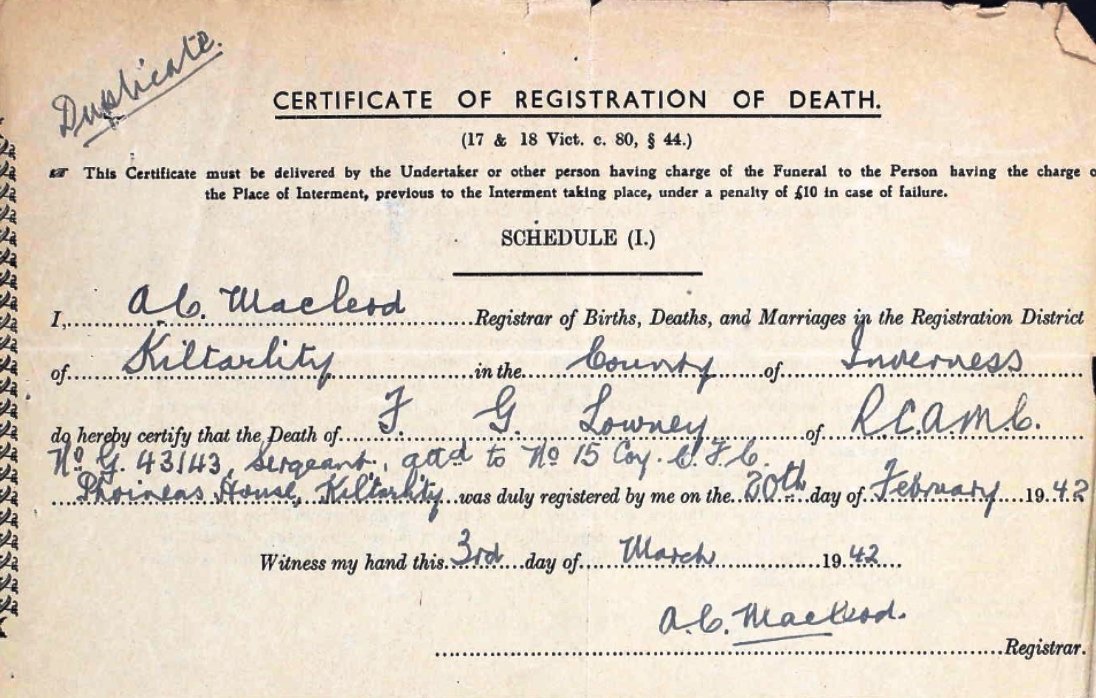 Duplicate.
CERTIFICATE OF REGISTRATION OF DEATH.
(17 & 18 Vict. c. 80, § 44.)
☞ This Certificate must be delivered by the Undertaker or other person having charge of the Funeral to the Person having the charge o
the Place of Interment, previous to the Interment taking place, under a penalty of £10 in case of failure.
SCHEDULE (I.)
I, A.C. Macleod Registrar of Births, Deaths, and Marriages in the Registration District
of Kiltarlity in the County of Inverness
do hereby certify that the Death of F. G. Lowney of R.C.A.M.C.
No G. 43143, Sergeant, attd to No 15 Coy. C.F.C.
Phoineas House, Kiltarlity was duly registered by me on the 20th day of February 1942
Witness my hand this 3rd day of March 1942
A.C. Macleod.
Registrar.